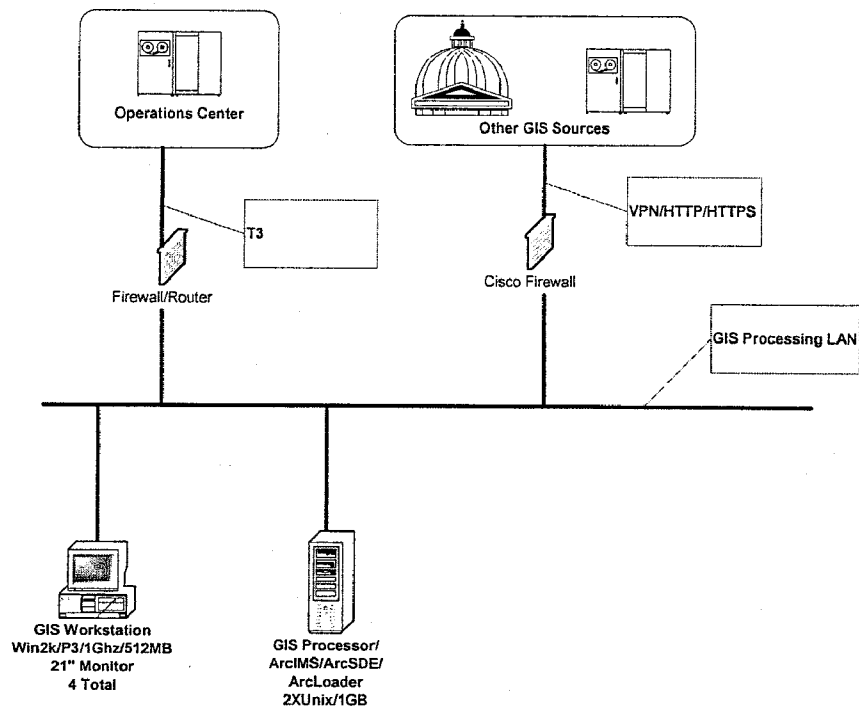 Operations Center
Other GIS Sources
T3
VPN/HTTP/HTTPS
Firewall/Router
Cisco Firewall
GIS Processing LAN
GIS Workstation
Win2k/P3/1Ghz/512MB
21" Monitor
4 Total
GIS Processor/
ArcIMS/ArcSDE/
ArcLoader
2XUnix/1GB